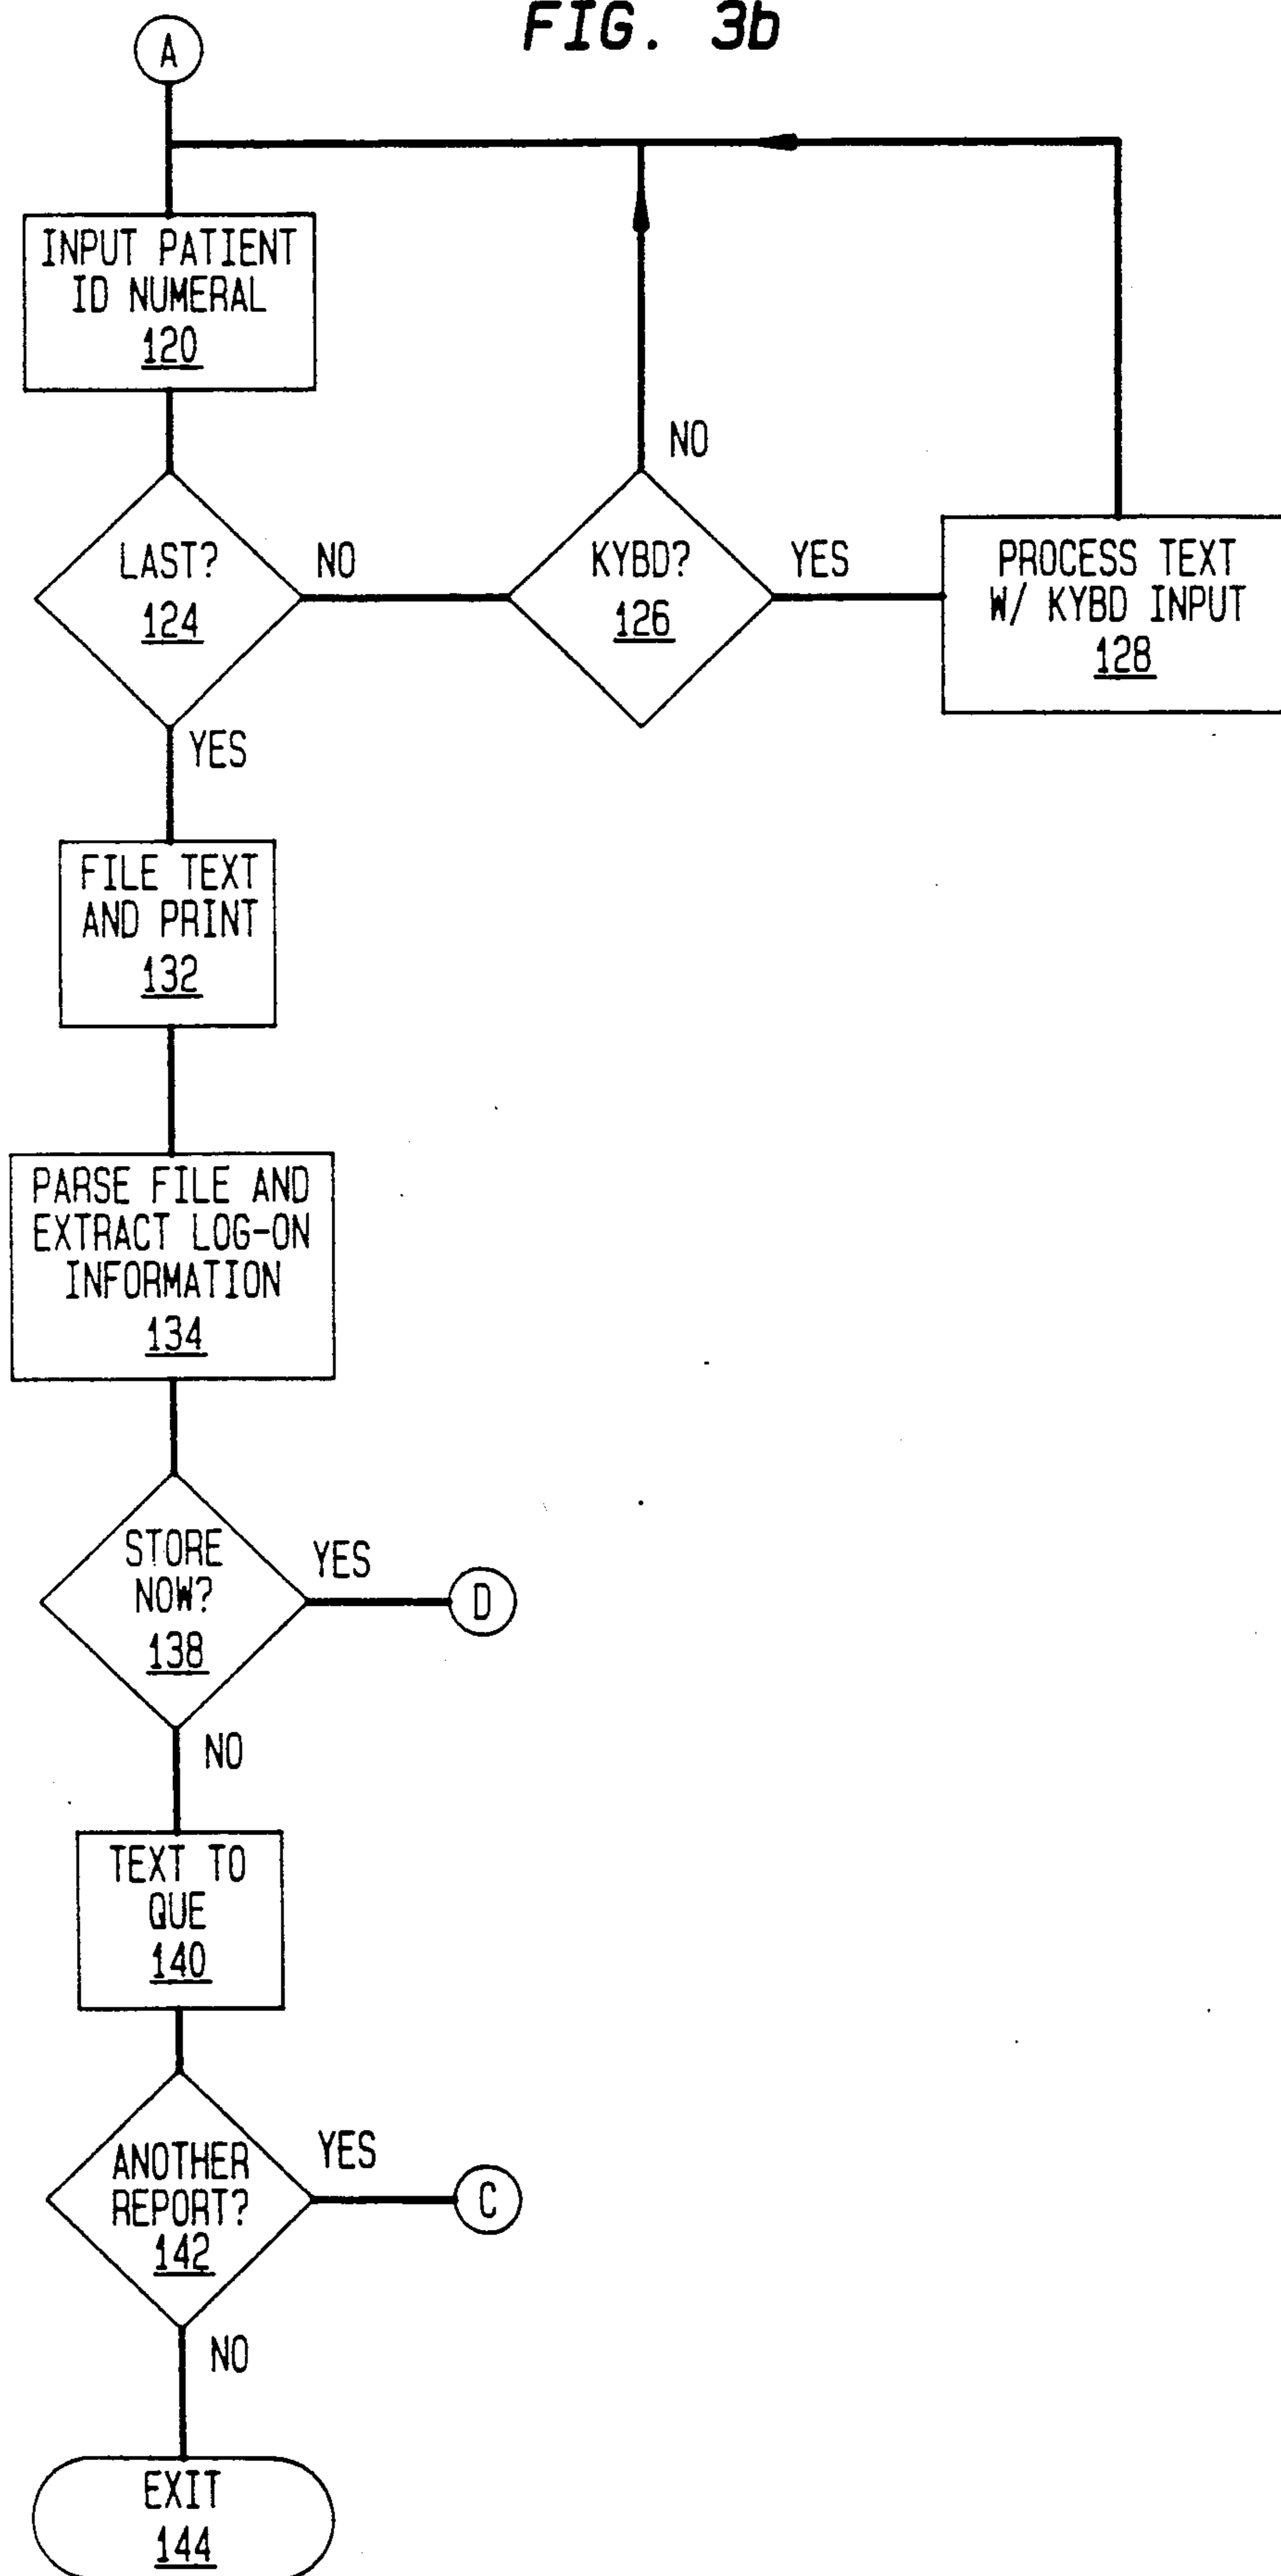 FIG. 3b
A
INPUT PATIENT
ID NUMERAL
120
LAST?
124
NO
KYBD?
126
NO
YES
PROCESS TEXT
W/ KYBD INPUT
128
YES
FILE TEXT
AND PRINT
132
PARSE FILE AND
EXTRACT LOG-ON
INFORMATION
134
STORE
NOW?
138
YES
D
NO
TEXT TO
QUE
140
ANOTHER
REPORT?
142
YES
C
NO
EXIT
144